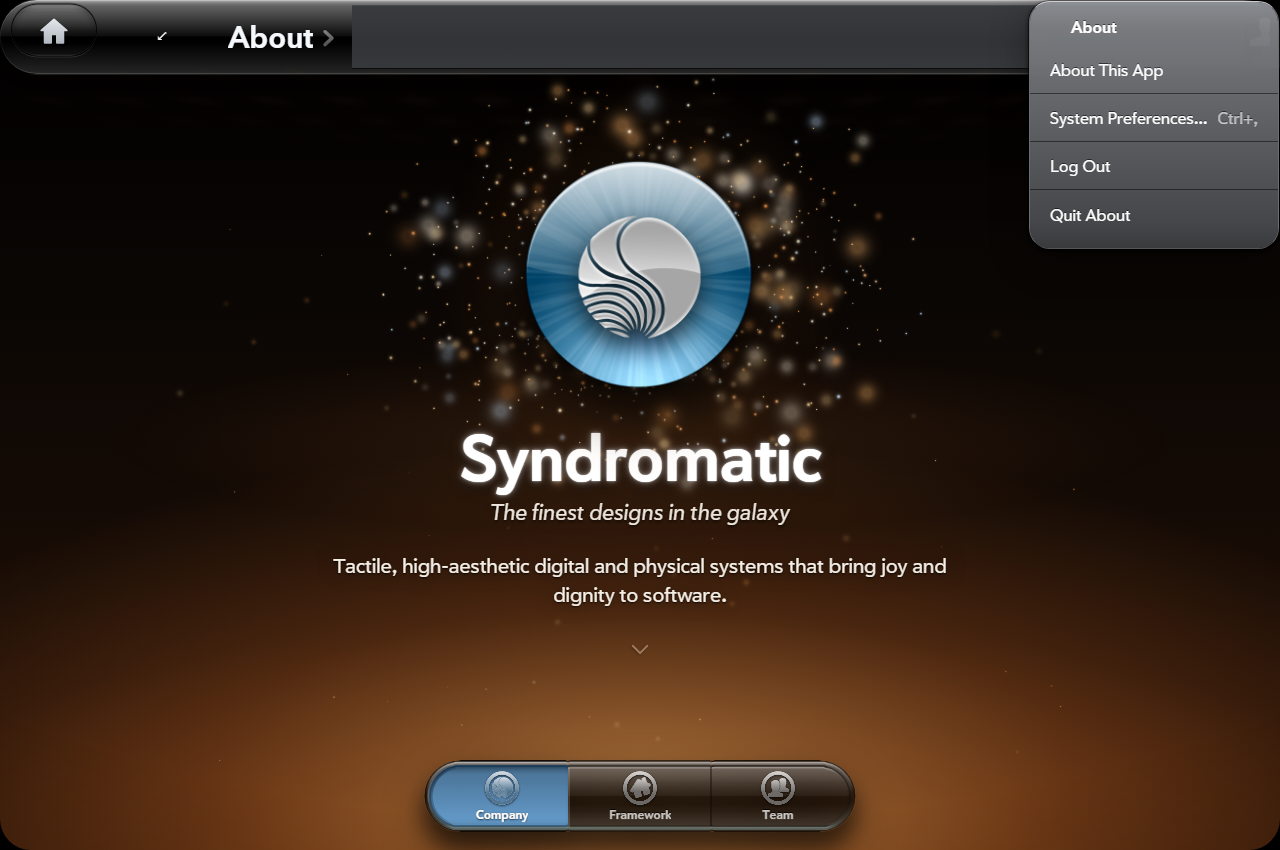 About
About
About This App
System Preferences... Ctrl+,
Log Out
Quit About
Syndromatic
The finest designs in the galaxy
Tactile, high-aesthetic digital and physical systems that bring joy and
dignity to software.
Company
Framework
Team